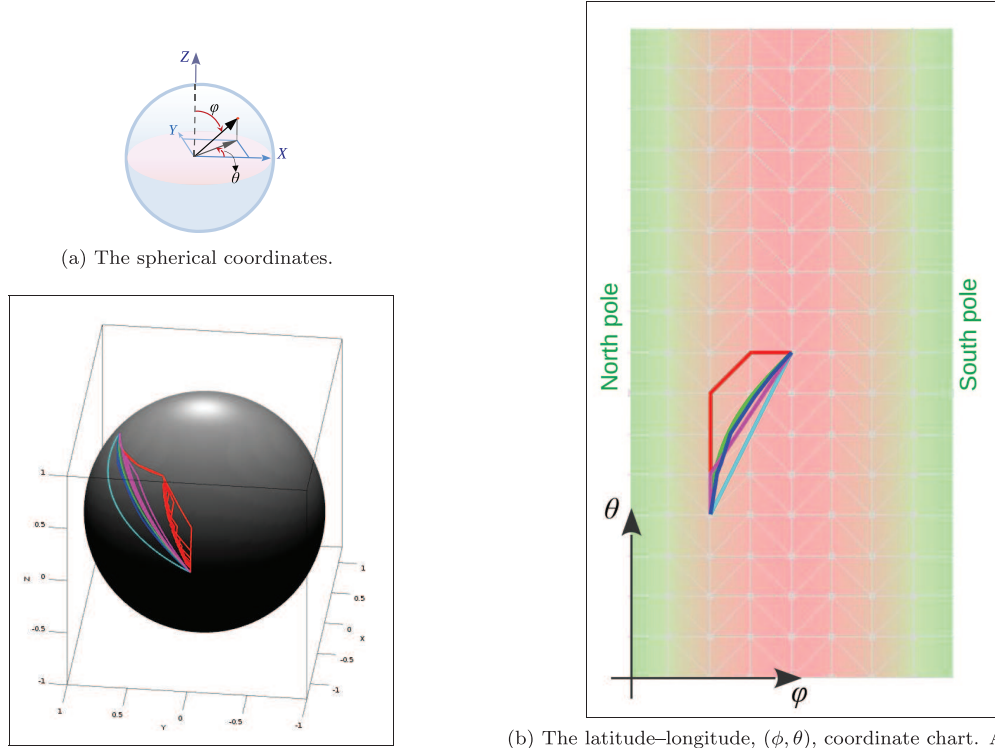 Z
φ
Y
X
θ
(a) The spherical coordinates.
1
0.5
Z
0
-0.5
-1
1
0.5
0
Y
-0.5
-1
1
0.5
0
X
-0.5
-1
North pole
South pole
θ
φ
(b) The latitude–longitude, (ϕ, θ), coordinate chart. A